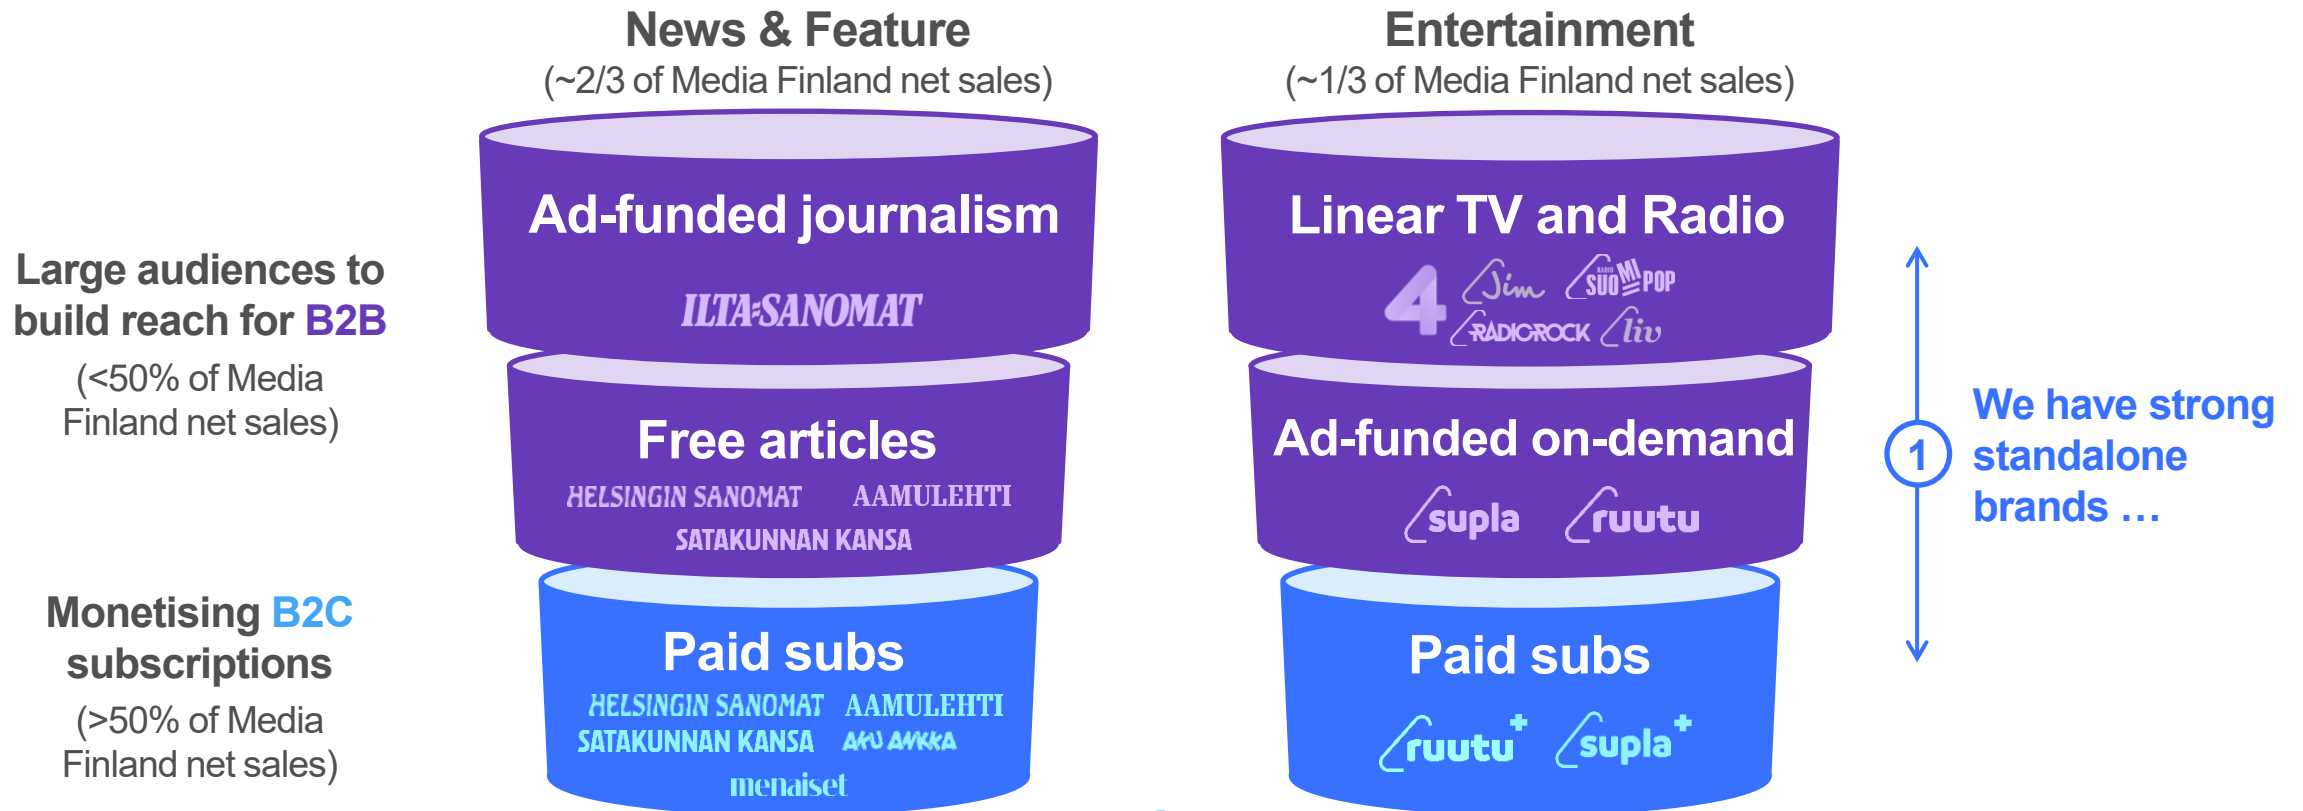 News & Feature
(~2/3 of Media Finland net sales)
Entertainment
(~1/3 of Media Finland net sales)
Large audiences to
build reach for B2B
(<50% of Media
Finland net sales)
Ad-funded journalism
ILTA-SANOMAT
Linear TV and Radio
4
Jim
RADIO
SUOMIPOP
RADIO ROCK
liv
Free articles
HELSINGIN SANOMAT AAMULEHTI
SATAKUNNAN KANSA
Ad-funded on-demand
supla ruutu
1
We have strong
standalone
brands …
Monetising B2C
subscriptions
(>50% of Media
Finland net sales)
Paid subs
HELSINGIN SANOMAT AAMULEHTI
SATAKUNNAN KANSA AKU ANKKA
menaiset
Paid subs
ruutu+ supla+